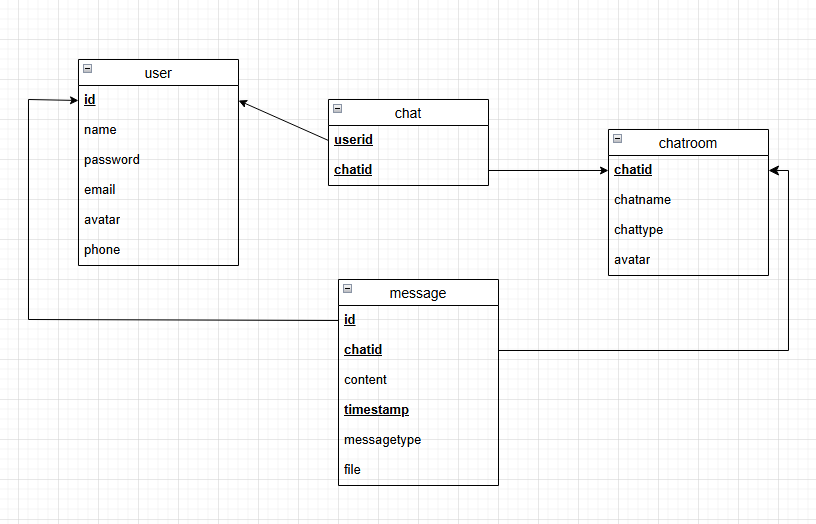 user
id
name
password
email
avatar
phone
chat
userid
chatid
chatroom
chatid
chatname
chattype
avatar
message
id
chatid
content
timestamp
messagetype
file